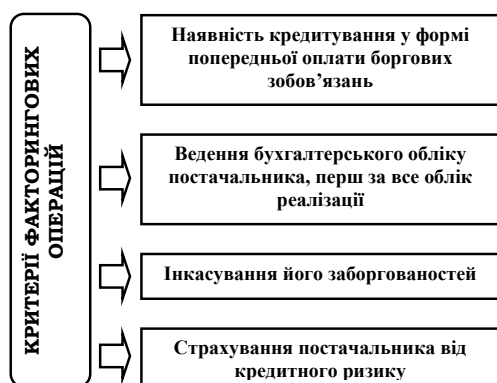 КРИТЕРІЇ ФАКТОРИНГОВИХ
ОПЕРАЦІЙ
Наявність кредитування у формі
попередньої оплати боргових
зобов’язань
Ведення бухгалтерського обліку
постачальника, перш за все облік
реалізації
Інкасування його заборгованостей
Страхування постачальника від
кредитного ризику